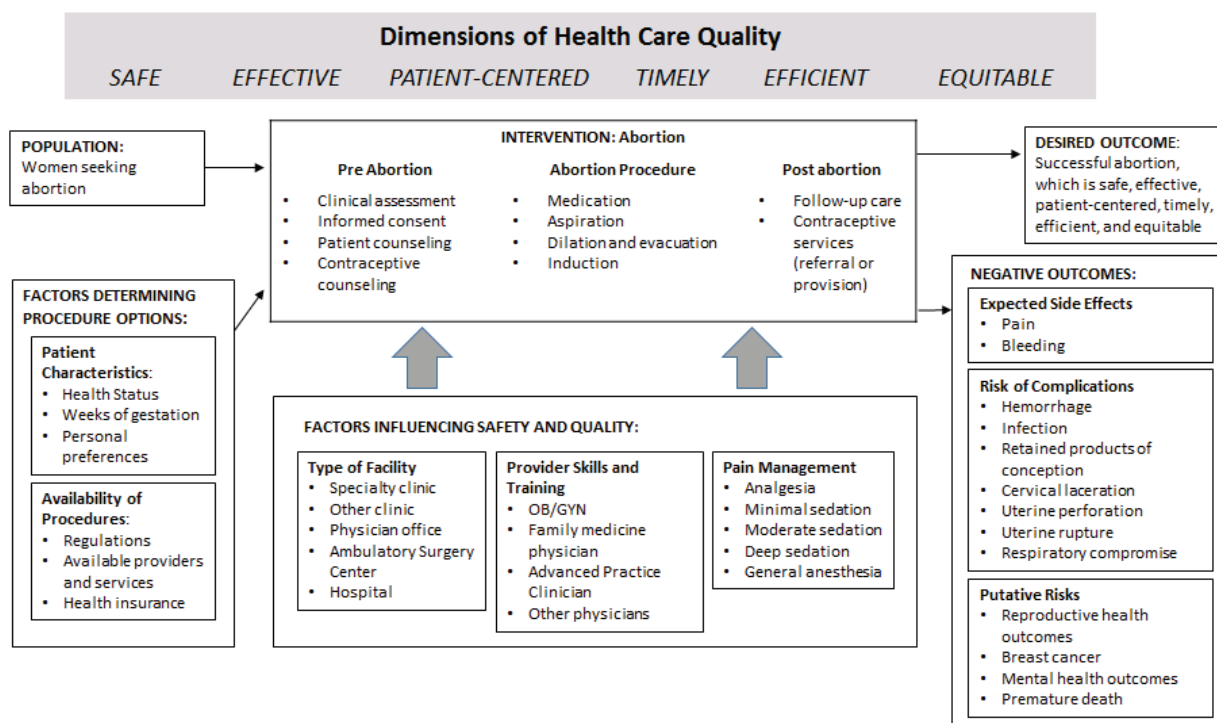 Dimensions of Health Care Quality
SAFE EFFECTIVE PATIENT-CENTERED TIMELY EFFICIENT EQUITABLE
POPULATION:
Women seeking
abortion
INTERVENTION: Abortion
Pre Abortion
• Clinical assessment
• Informed consent
• Patient counseling
• Contraceptive
counseling
Abortion Procedure
• Medication
• Aspiration
• Dilation and evacuation
• Induction
Post abortion
• Follow-up care
• Contraceptive
services
(referral or
provision)
DESIRED OUTCOME:
Successful abortion,
which is safe, effective,
patient-centered, timely,
efficient, and equitable
FACTORS DETERMINING
PROCEDURE OPTIONS:
Patient
Characteristics:
• Health Status
• Weeks of gestation
• Personal
preferences
Availability of
Procedures:
• Regulations
• Available providers
and services
• Health insurance
FACTORS INFLUENCING SAFETY AND QUALITY:
Type of Facility
• Specialty clinic
• Other clinic
• Physician office
• Ambulatory Surgery
Center
• Hospital
Provider Skills and
Training
• OB/GYN
• Family medicine
physician
• Advanced Practice
Clinician
• Other physicians
Pain Management
• Analgesia
• Minimal sedation
• Moderate sedation
• Deep sedation
• General anesthesia
NEGATIVE OUTCOMES:
Expected Side Effects
• Pain
• Bleeding
Risk of Complications
• Hemorrhage
• Infection
• Retained products of
conception
• Cervical laceration
• Uterine perforation
• Uterine rupture
• Respiratory compromise
Putative Risks
• Reproductive health
outcomes
• Breast cancer
• Mental health outcomes
• Premature death